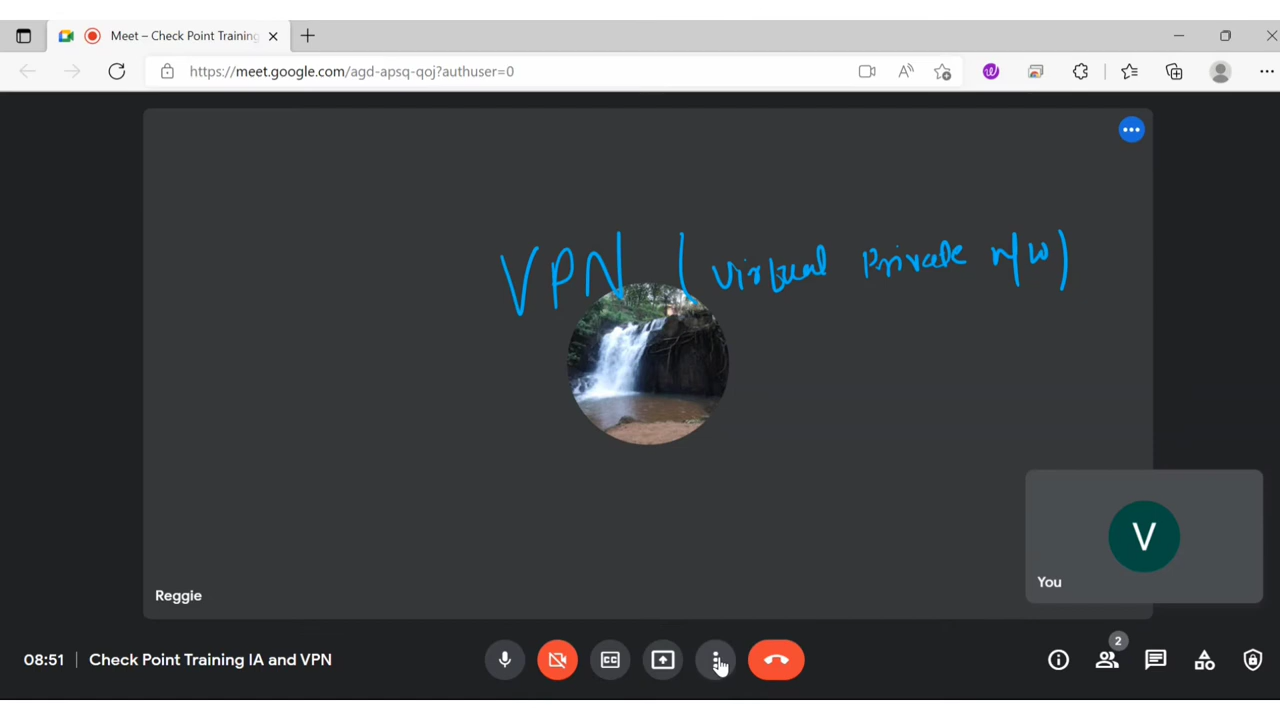 Meet – Check Point Training
https://meet.google.com/agd-apsq-qoj?authuser=0
VPN (Virtual Private n/w)
Reggie
V
You
08:51 | Check Point Training IA and VPN
CC
2